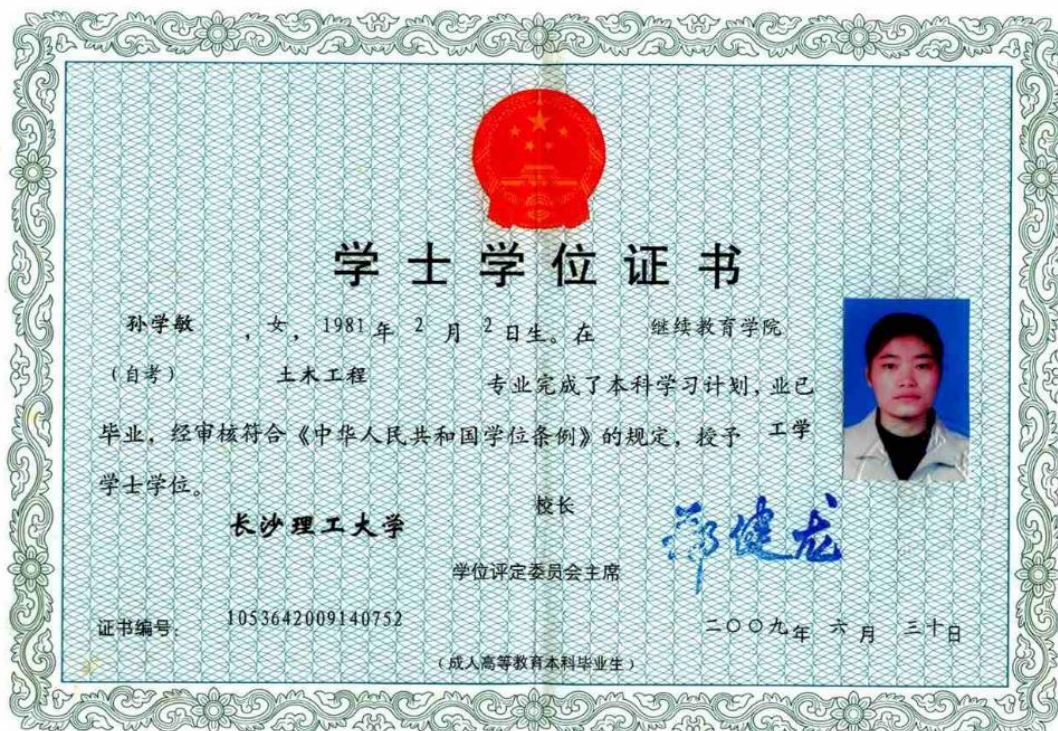 学士学位证书
孙学敏，女，1981年 2 月 2 日生。在 继续教育学院
（自考） 土木工程 专业完成了本科学习计划，业已
毕业，经审核符合《中华人民共和国学位条例》的规定，授予 工学
学士学位。
长沙理工大学
校长
郑健龙
学位评定委员会主席
证书编号： 1053642009140752
二〇〇九年 六月 三十日
（成人高等教育本科毕业生）